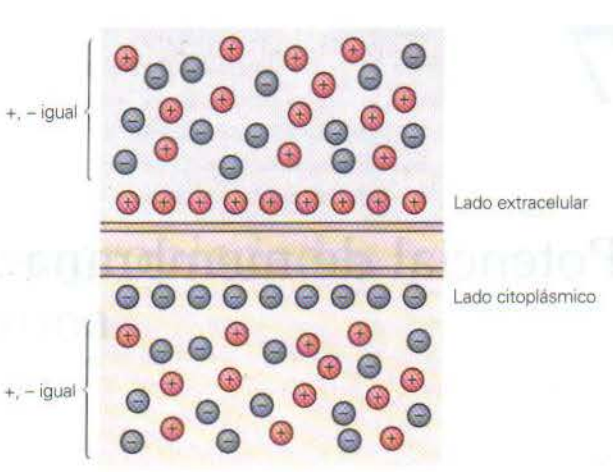 +, – igual
Lado extracelular
Lado citoplásmico
+, – igual